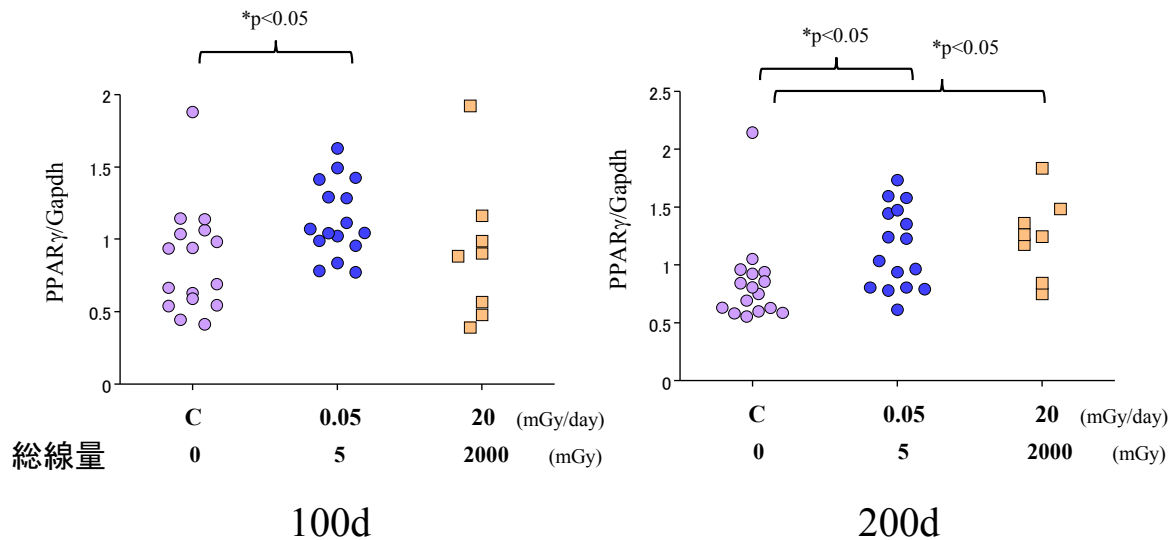 *p<0.05
PPARγ/Gapdh
2
1.5
1
0.5
0
C 0.05 20 (mGy/day)
総線量 0 5 2000 (mGy)
100d
*p<0.05
*p<0.05
PPARγ/Gapdh
2.5
2
1.5
1
0.5
0
C 0.05 20 (mGy/day)
0 5 2000 (mGy)
200d